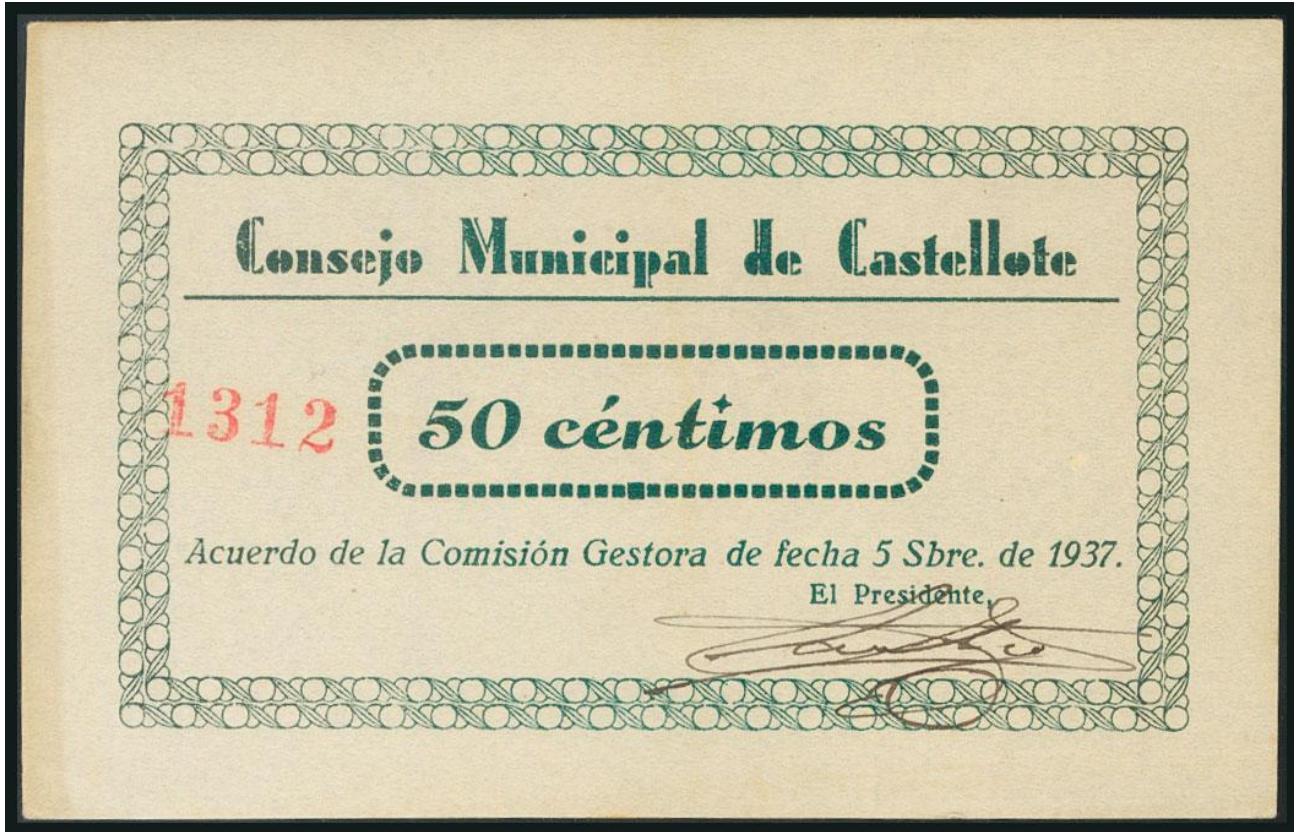 Consejo Municipal de Castellote
1312
50 céntimos
Acuerdo de la Comisión Gestora de fecha 5 Sbre. de 1937.
El Presidente,